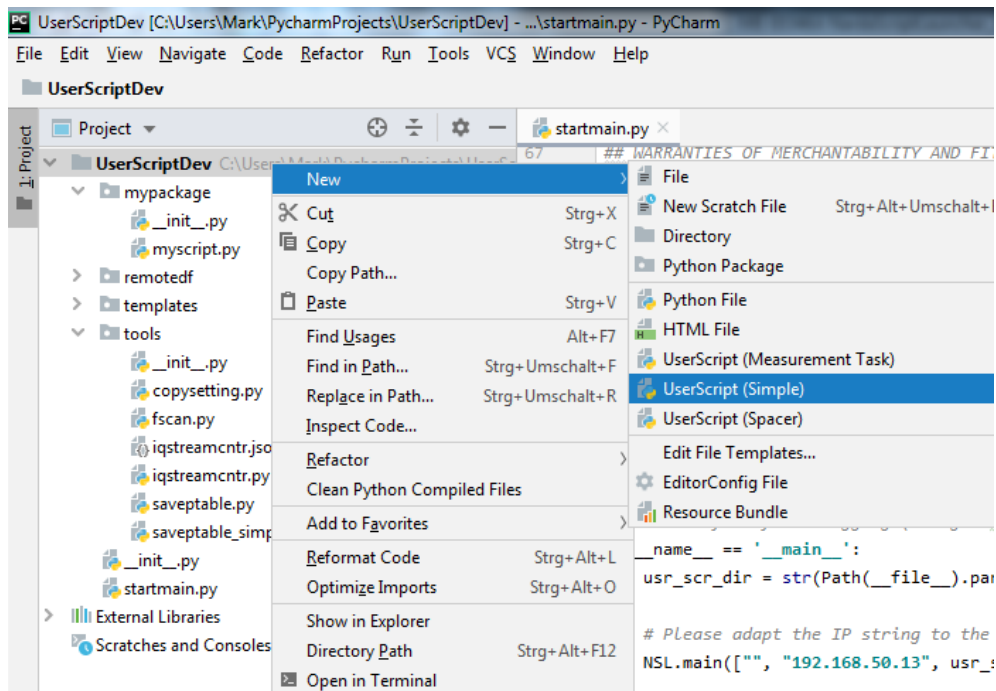 PC UserScriptDev [C:\Users\Mark\PycharmProjects\UserScriptDev] - ...\startmain.py - PyCharm
File Edit View Navigate Code Refactor Run Tools VCS Window Help
UserScriptDev
1: Project
Project
startmain.py
UserScriptDev
67 ## WARRANTIES OF MERCHANTABILITY AND
mypackage
__init__.py
myscript.py
remotedf
templates
tools
__init__.py
copysetting.py
fscan.py
iqstreamcntr.jso
iqstreamcntr.py
saveptable.py
saveptable_simp
__init__.py
startmain.py
External Libraries
Scratches and Consoles
New
Cut Strg+X
Copy Strg+C
Copy Path...
Paste Strg+V
Find Usages Alt+F7
Find in Path... Strg+Umschalt+F
Replace in Path... Strg+Umschalt+R
Inspect Code...
Refactor
Clean Python Compiled Files
Add to Favorites
Reformat Code Strg+Alt+L
Optimize Imports Strg+Alt+O
Show in Explorer
Directory Path Strg+Alt+F12
Open in Terminal
File
New Scratch File Strg+Alt+Umschalt+
Directory
Python Package
Python File
HTML File
UserScript (Measurement Task)
UserScript (Simple)
UserScript (Spacer)
Edit File Templates...
EditorConfig File
Resource Bundle
__name__ == '__main__':
usr_scr_dir = str(Path(__file__).par
# Please adapt the IP string to the
NSL.main(["", "192.168.50.13", usr_s